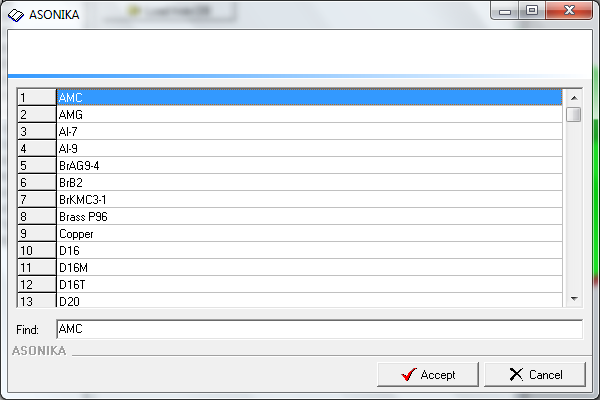 ASONIKA
1 AMC
2 AMG
3 Al-7
4 Al-9
5 BrAG9-4
6 BrB2
7 BrKMC3-1
8 Brass P96
9 Copper
10 D16
11 D16M
12 D16T
13 D20
Find: AMC
ASONIKA
Accept Cancel